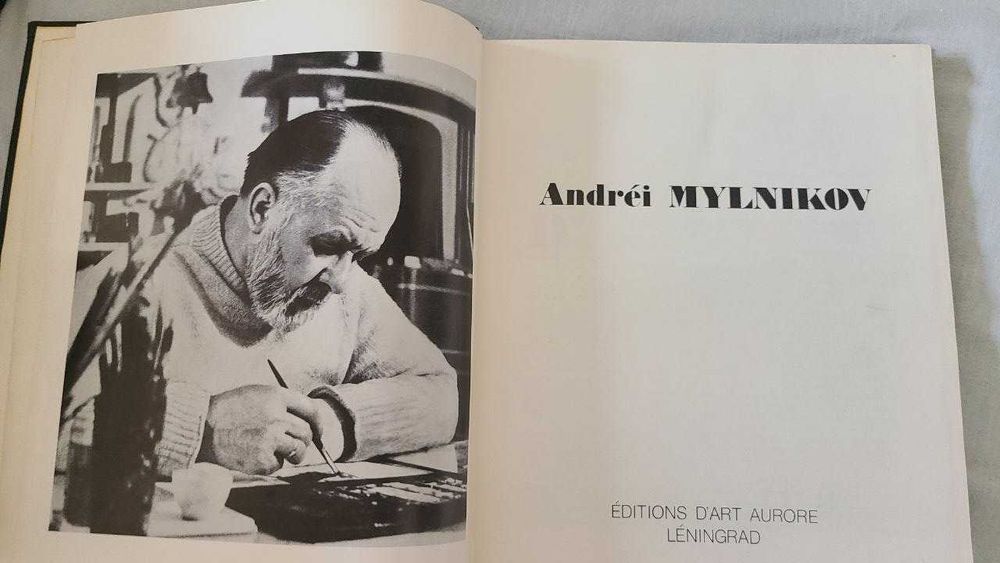 Andréi MYLNIKOV
ÉDITIONS D'ART AURORE
LÉNINGRAD